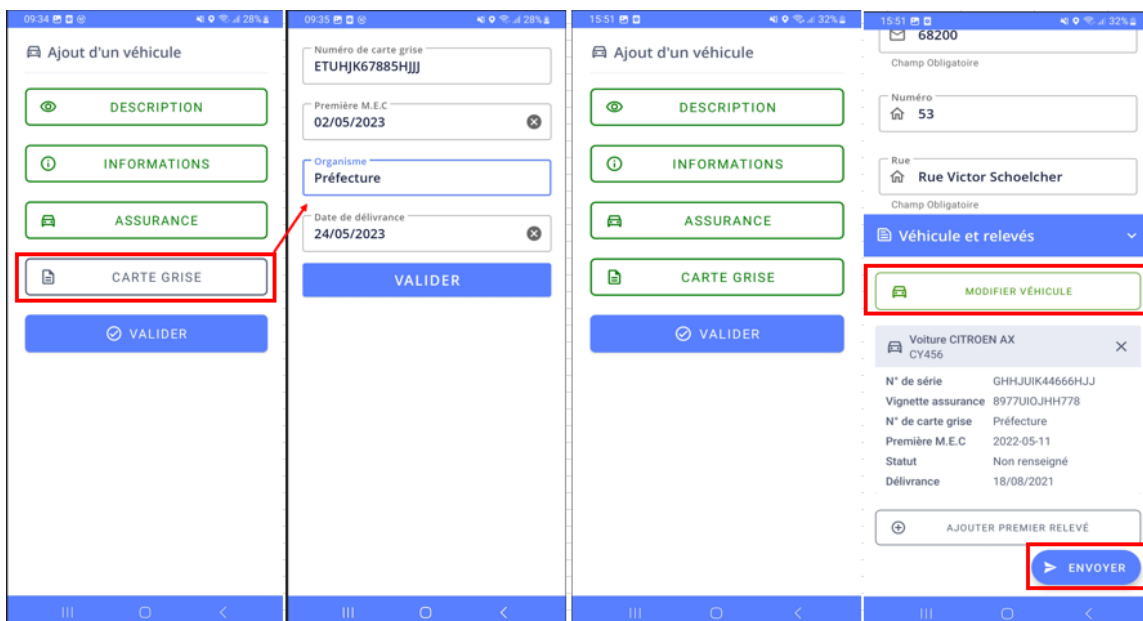 09:34 28%
Ajout d'un véhicule
DESCRIPTION
INFORMATIONS
ASSURANCE
CARTE GRISE
VALIDER
09:35 28%
Numéro de carte grise
ETUHJK67885HJJJ
Première M.E.C
02/05/2023
Organisme
Préfecture
Date de délivrance
24/05/2023
VALIDER
15:51 32%
Ajout d'un véhicule
DESCRIPTION
INFORMATIONS
ASSURANCE
CARTE GRISE
VALIDER
15:51 32%
68200
Champ Obligatoire
Numéro
53
Rue
Rue Victor Schoelcher
Champ Obligatoire
Véhicule et relevés
MODIFIER VÉHICULE
Voiture CITROEN AX
CY456
N° de série GHHJUIK44666HJJ
Vignette assurance 8977UIOJHH778
N° de carte grise Préfecture
Première M.E.C 2022-05-11
Statut Non renseigné
Délivrance 18/08/2021
AJOUTER PREMIER RELEVÉ
ENVOYER